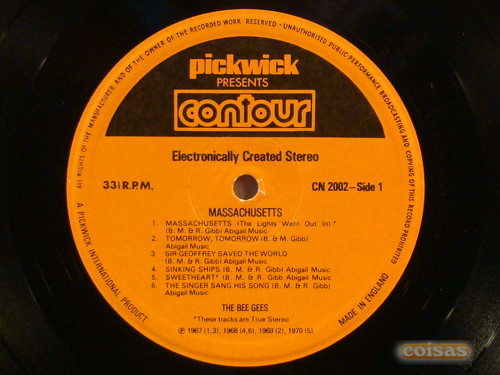 ALL RIGHTS OF THE MANUFACTURER AND OF THE OWNER OF THE RECORDED WORK RESERVED · UNAUTHORISED PUBLIC PERFORMANCE BROADCASTING AND COPYING OF THIS RECORD PROHIBITED
pickwick
PRESENTS
contour
Electronically Created Stereo
33⅓ R.P.M.
CN 2002–Side 1
MASSACHUSETTS
1. MASSACHUSETTS (The Lights Went Out In) *
(B. M. & R. Gibb) Abigail Music
2. TOMORROW, TOMORROW (B. & M. Gibb)
Abigail Music
3. SIR GEOFFREY SAVED THE WORLD
(B. M. & R. Gibb) Abigail Music
4. SINKING SHIPS (B. M. & R. Gibb) Abigail Music
5. SWEETHEART* (B. M. & R. Gibb) Abigail Music
6. THE SINGER SANG HIS SONG (B. M. & R. Gibb)
Abigail Music
THE BEE GEES
*These tracks are True Stereo
℗ 1967 (1,3), 1968 (4,6), 1969 (2), 1970 (5)
A PICKWICK INTERNATIONAL PRODUCT
MADE IN ENGLAND
coisas